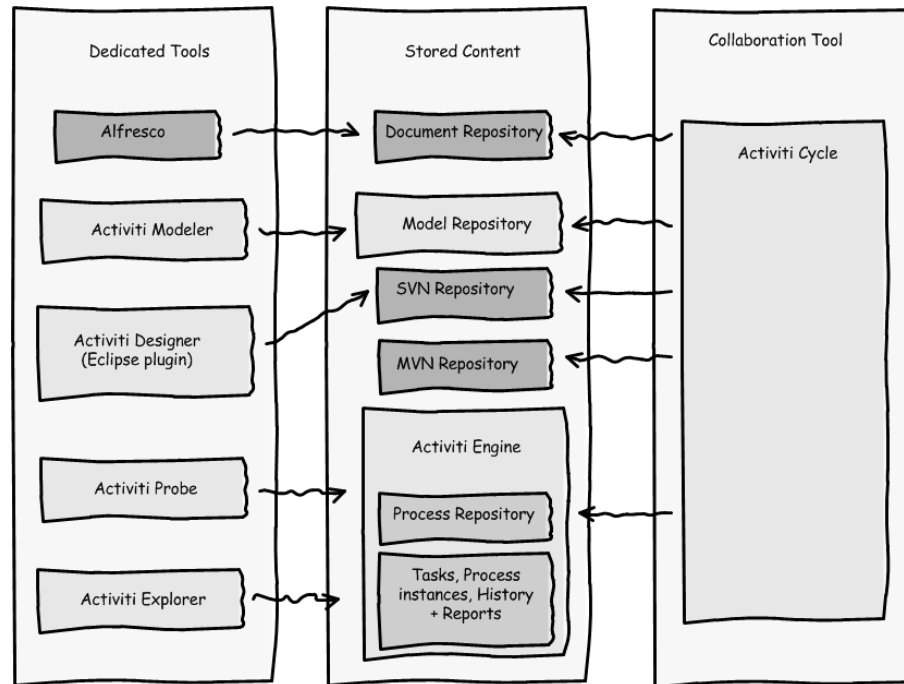 Dedicated Tools
Alfresco
Activiti Modeler
Activiti Designer
(Eclipse plugin)
Activiti Probe
Activiti Explorer
Stored Content
Document Repository
Model Repository
SVN Repository
MVN Repository
Activiti Engine
Process Repository
Tasks, Process
instances, History
+ Reports
Collaboration Tool
Activiti Cycle